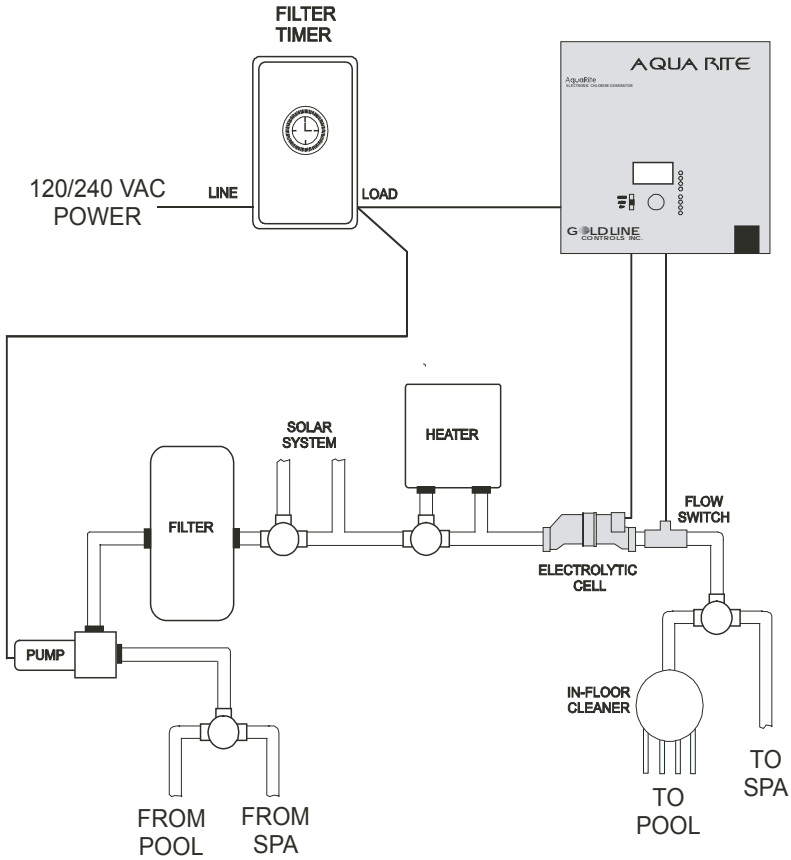 FILTER
TIMER
AQUA RITE
AquaRite
ELECTRONIC CHLORINE GENERATOR
120/240 VAC
POWER
LINE
LOAD
GOLDLINE
CONTROLS INC.
SOLAR
SYSTEM
HEATER
FILTER
FLOW
SWITCH
ELECTROLYTIC
CELL
PUMP
IN-FLOOR
CLEANER
TO
SPA
TO
POOL
FROM
POOL
FROM
SPA